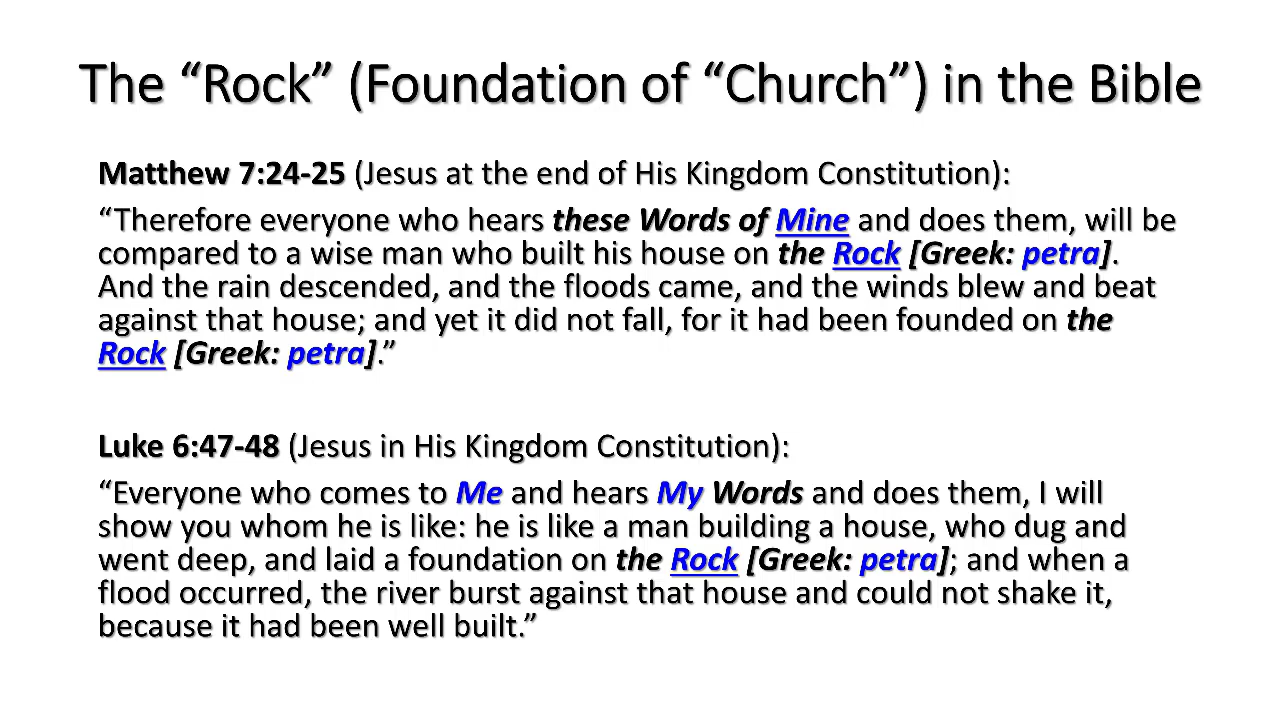 The “Rock” (Foundation of “Church”) in the Bible
Matthew 7:24-25 (Jesus at the end of His Kingdom Constitution):
“Therefore everyone who hears these Words of Mine and does them, will be
compared to a wise man who built his house on the Rock [Greek: petra].
And the rain descended, and the floods came, and the winds blew and beat
against that house; and yet it did not fall, for it had been founded on the
Rock [Greek: petra].”
Luke 6:47-48 (Jesus in His Kingdom Constitution):
“Everyone who comes to Me and hears My Words and does them, I will
show you whom he is like: he is like a man building a house, who dug and
went deep, and laid a foundation on the Rock [Greek: petra]; and when a
flood occurred, the river burst against that house and could not shake it,
because it had been well built.”